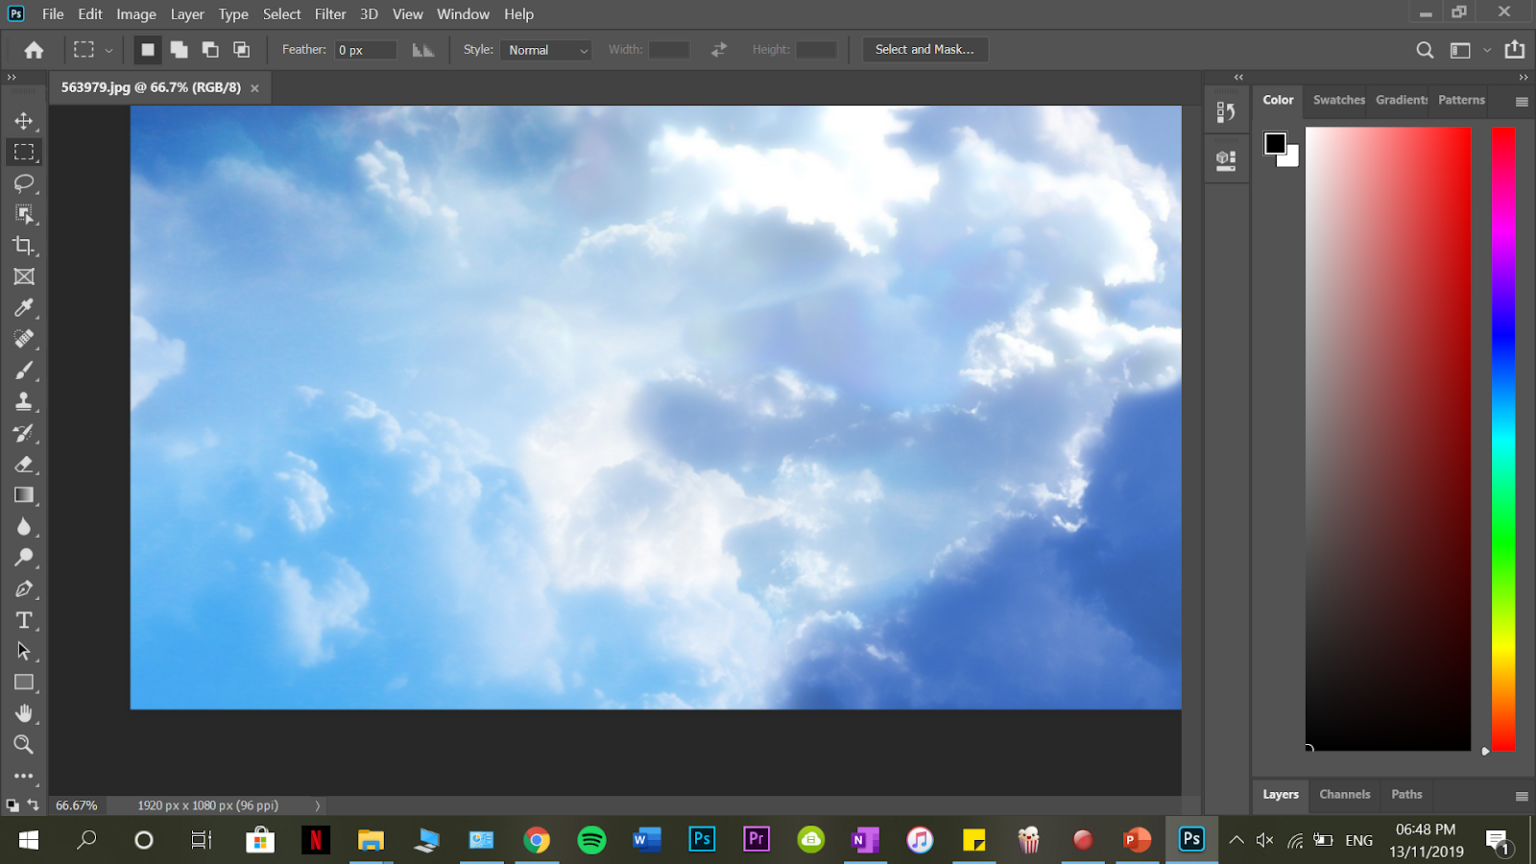 Ps File Edit Image Layer Type Select Filter 3D View Window Help
Feather: 0 px Style: Normal Width: Height: Select and Mask...
563979.jpg @ 66.7% (RGB/8) ×
Color Swatches Gradients Patterns
T
66.67% 1920 px x 1080 px (96 ppi)
Layers Channels Paths
N W Ps Pr N P Ps ENG 06:48 PM
13/11/2019 1